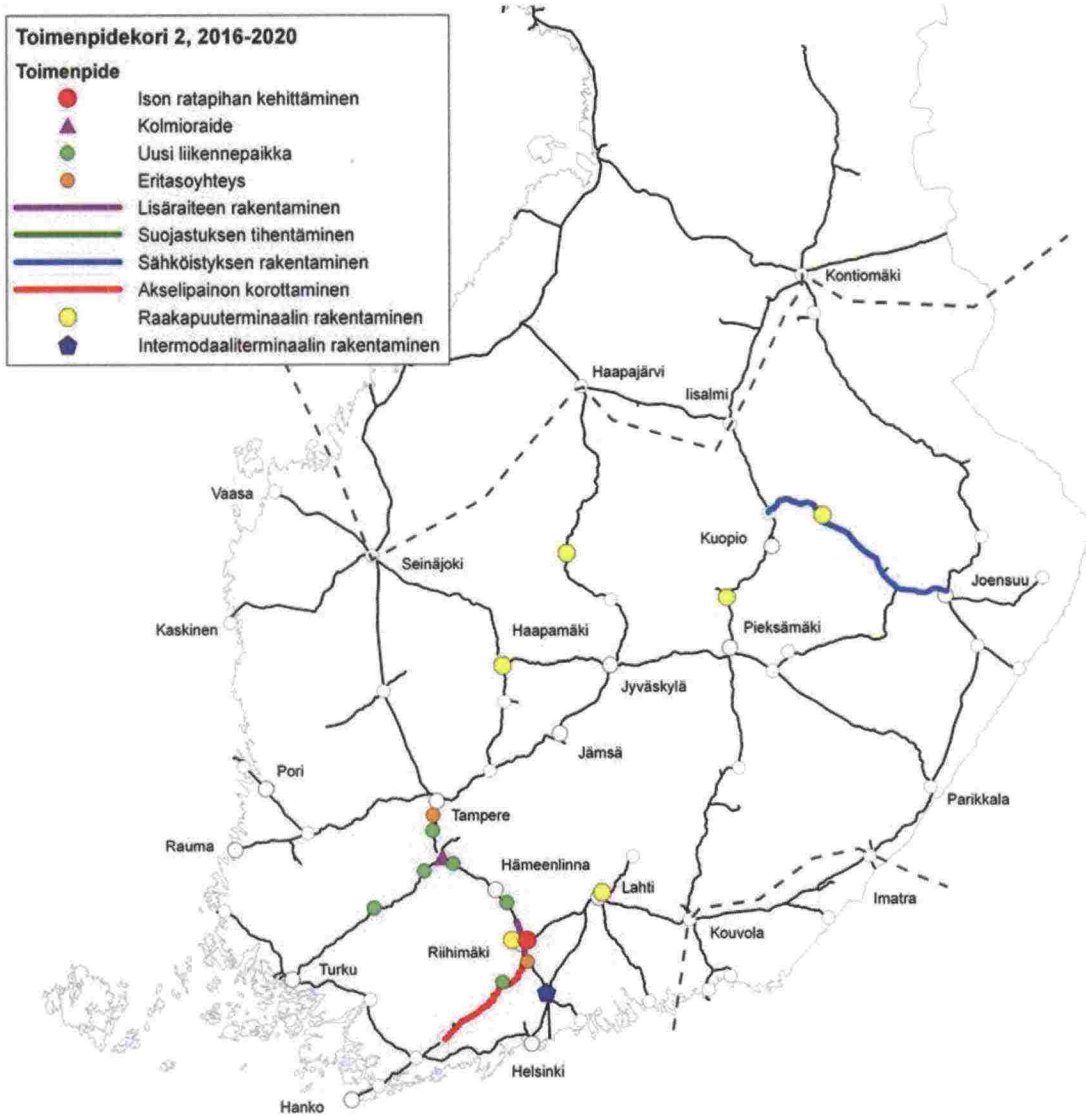 Toimenpidekori 2, 2016-2020
Toimenpide
Ison ratapihan kehittäminen
Kolmioraide
Uusi liikennepaikka
Eritasoyhteys
Lisäraiteen rakentaminen
Suojastuksen tihentäminen
Sähköistyksen rakentaminen
Akselipainon korottaminen
Raakapuuterminaalin rakentaminen
Intermodaaliterminaalin rakentaminen
Kontiomäki
Haapajärvi
Iisalmi
Vaasa
Seinäjoki
Kuopio
Joensuu
Kaskinen
Haapamäki
Pieksämäki
Jyväskylä
Jämsä
Pori
Parikkala
Tampere
Rauma
Hämeenlinna
Lahti
Imatra
Kouvola
Riihimäki
Turku
Helsinki
Hanko